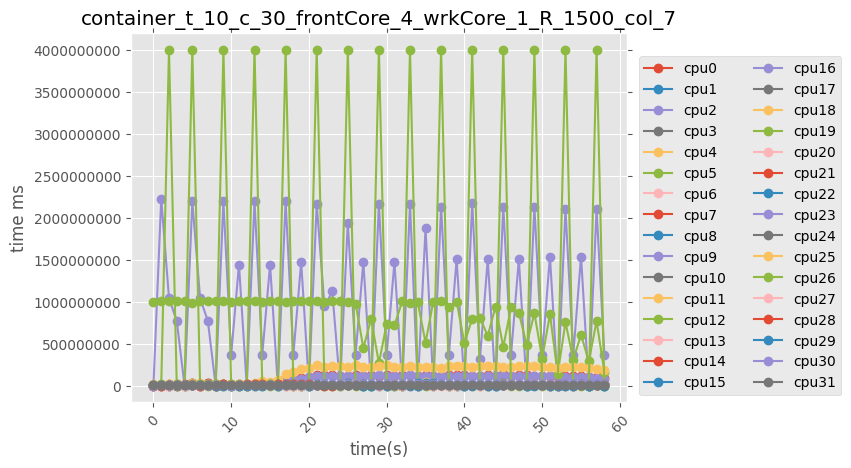 container_t_10_c_30_frontCore_4_wrkCore_1_R_1500_col_7
4000000000
3500000000
3000000000
2500000000
2000000000
1500000000
1000000000
500000000
0
time ms
0
10
20
30
40
50
60
time(s)
cpu0
cpu1
cpu2
cpu3
cpu4
cpu5
cpu6
cpu7
cpu8
cpu9
cpu10
cpu11
cpu12
cpu13
cpu14
cpu15
cpu16
cpu17
cpu18
cpu19
cpu20
cpu21
cpu22
cpu23
cpu24
cpu25
cpu26
cpu27
cpu28
cpu29
cpu30
cpu31